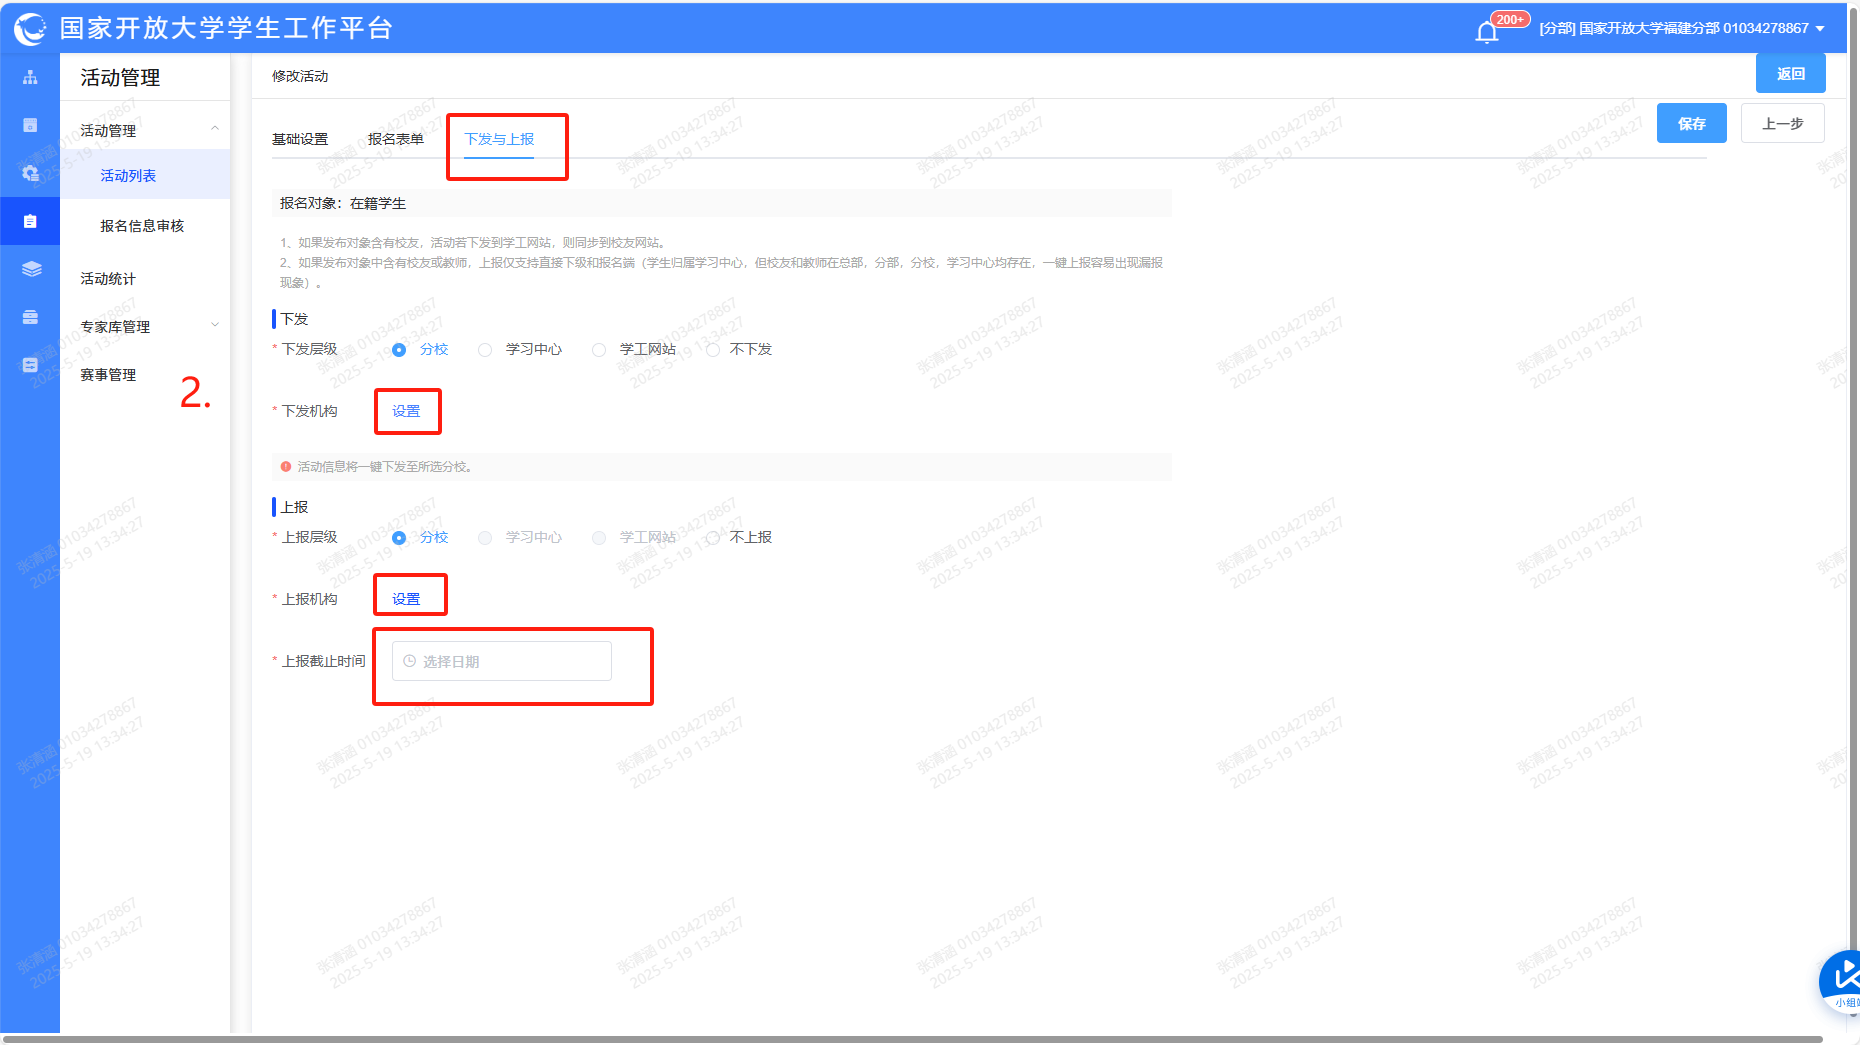 国家开放大学学生工作平台
200+
[分部] 国家开放大学福建分部 01034278867
活动管理
修改活动
返回
活动管理
基础设置
报名表单
下发与上报
保存
上一步
活动列表
报名对象：在籍学生
报名信息审核
1、如果发布对象含有校友，活动若下发到学工网站，则同步到校友网站。
2、如果发布对象中含有校友或教师，上报仅支持直接下级和报名端（学生归属学习中心，但校友和教师在总部，分部，分校，学习中心均存在，一键上报容易出现漏报
现象）。
活动统计
下发
专家库管理
* 下发层级
分校
学习中心
学工网站
不下发
赛事管理
2.
* 下发机构
设置
活动信息将一键下发至所选分校。
上报
* 上报层级
分校
学习中心
学工网站
不上报
* 上报机构
设置
* 上报截止时间
选择日期
张清涵 01034278867
2025-5-19 13:34:27